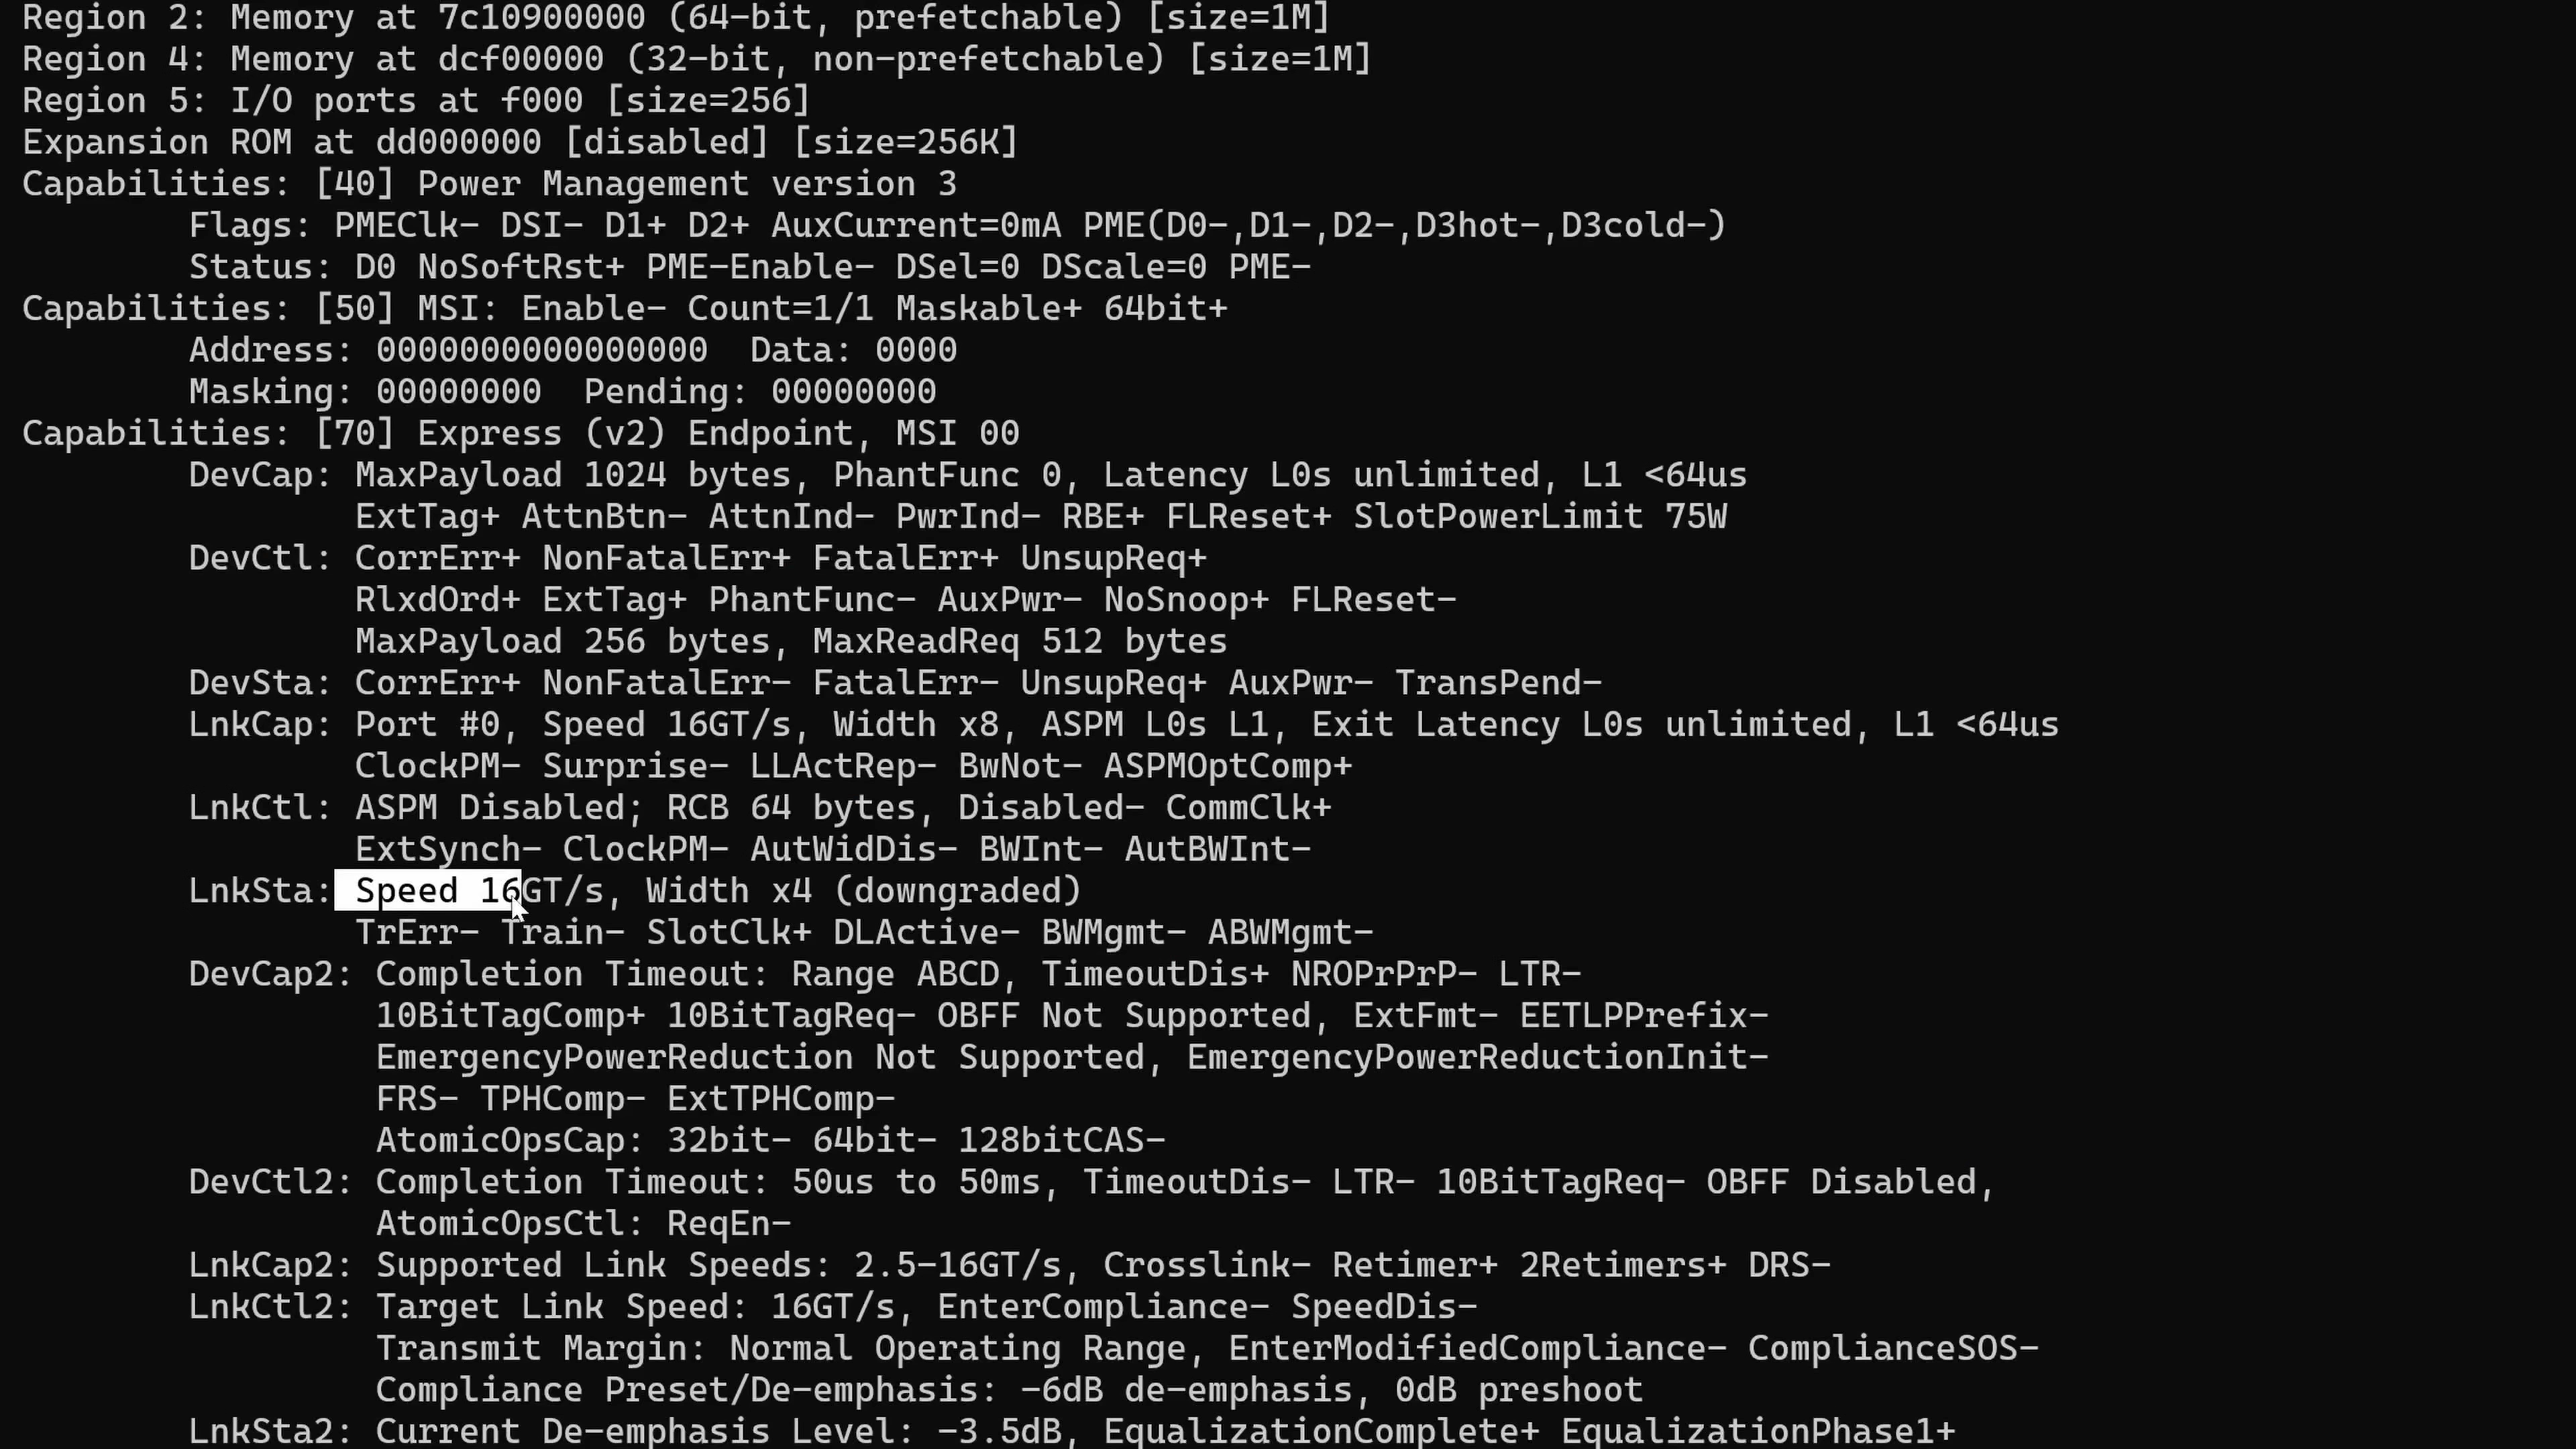 Region 2: Memory at 7c10900000 (64-bit, prefetchable) [size=1M]
Region 4: Memory at dcf00000 (32-bit, non-prefetchable) [size=1M]
Region 5: I/O ports at f000 [size=256]
Expansion ROM at dd000000 [disabled] [size=256K]
Capabilities: [40] Power Management version 3
Flags: PMEClk- DSI- D1+ D2+ AuxCurrent=0mA PME(D0-,D1-,D2-,D3hot-,D3cold-)
Status: D0 NoSoftRst+ PME-Enable- DSel=0 DScale=0 PME-
Capabilities: [50] MSI: Enable- Count=1/1 Maskable+ 64bit+
Address: 0000000000000000  Data: 0000
Masking: 00000000  Pending: 00000000
Capabilities: [70] Express (v2) Endpoint, MSI 00
DevCap: MaxPayload 1024 bytes, PhantFunc 0, Latency L0s unlimited, L1 <64us
ExtTag+ AttnBtn- AttnInd- PwrInd- RBE+ FLReset+ SlotPowerLimit 75W
DevCtl: CorrErr+ NonFatalErr+ FatalErr+ UnsupReq+
RlxdOrd+ ExtTag+ PhantFunc- AuxPwr- NoSnoop+ FLReset-
MaxPayload 256 bytes, MaxReadReq 512 bytes
DevSta: CorrErr+ NonFatalErr- FatalErr- UnsupReq+ AuxPwr- TransPend-
LnkCap: Port #0, Speed 16GT/s, Width x8, ASPM L0s L1, Exit Latency L0s unlimited, L1 <64us
ClockPM- Surprise- LLActRep- BwNot- ASPMOptComp+
LnkCtl: ASPM Disabled; RCB 64 bytes, Disabled- CommClk+
ExtSynch- ClockPM- AutWidDis- BWInt- AutBWInt-
LnkSta: Speed 16GT/s, Width x4 (downgraded)
TrErr- Train- SlotClk+ DLActive- BWMgmt- ABWMgmt-
DevCap2: Completion Timeout: Range ABCD, TimeoutDis+ NROPrPrP- LTR-
10BitTagComp+ 10BitTagReq- OBFF Not Supported, ExtFmt- EETLPPrefix-
EmergencyPowerReduction Not Supported, EmergencyPowerReductionInit-
FRS- TPHComp- ExtTPHComp-
AtomicOpsCap: 32bit- 64bit- 128bitCAS-
DevCtl2: Completion Timeout: 50us to 50ms, TimeoutDis- LTR- 10BitTagReq- OBFF Disabled,
AtomicOpsCtl: ReqEn-
LnkCap2: Supported Link Speeds: 2.5-16GT/s, Crosslink- Retimer+ 2Retimers+ DRS-
LnkCtl2: Target Link Speed: 16GT/s, EnterCompliance- SpeedDis-
Transmit Margin: Normal Operating Range, EnterModifiedCompliance- ComplianceSOS-
Compliance Preset/De-emphasis: -6dB de-emphasis, 0dB preshoot
LnkSta2: Current De-emphasis Level: -3.5dB, EqualizationComplete+ EqualizationPhase1+